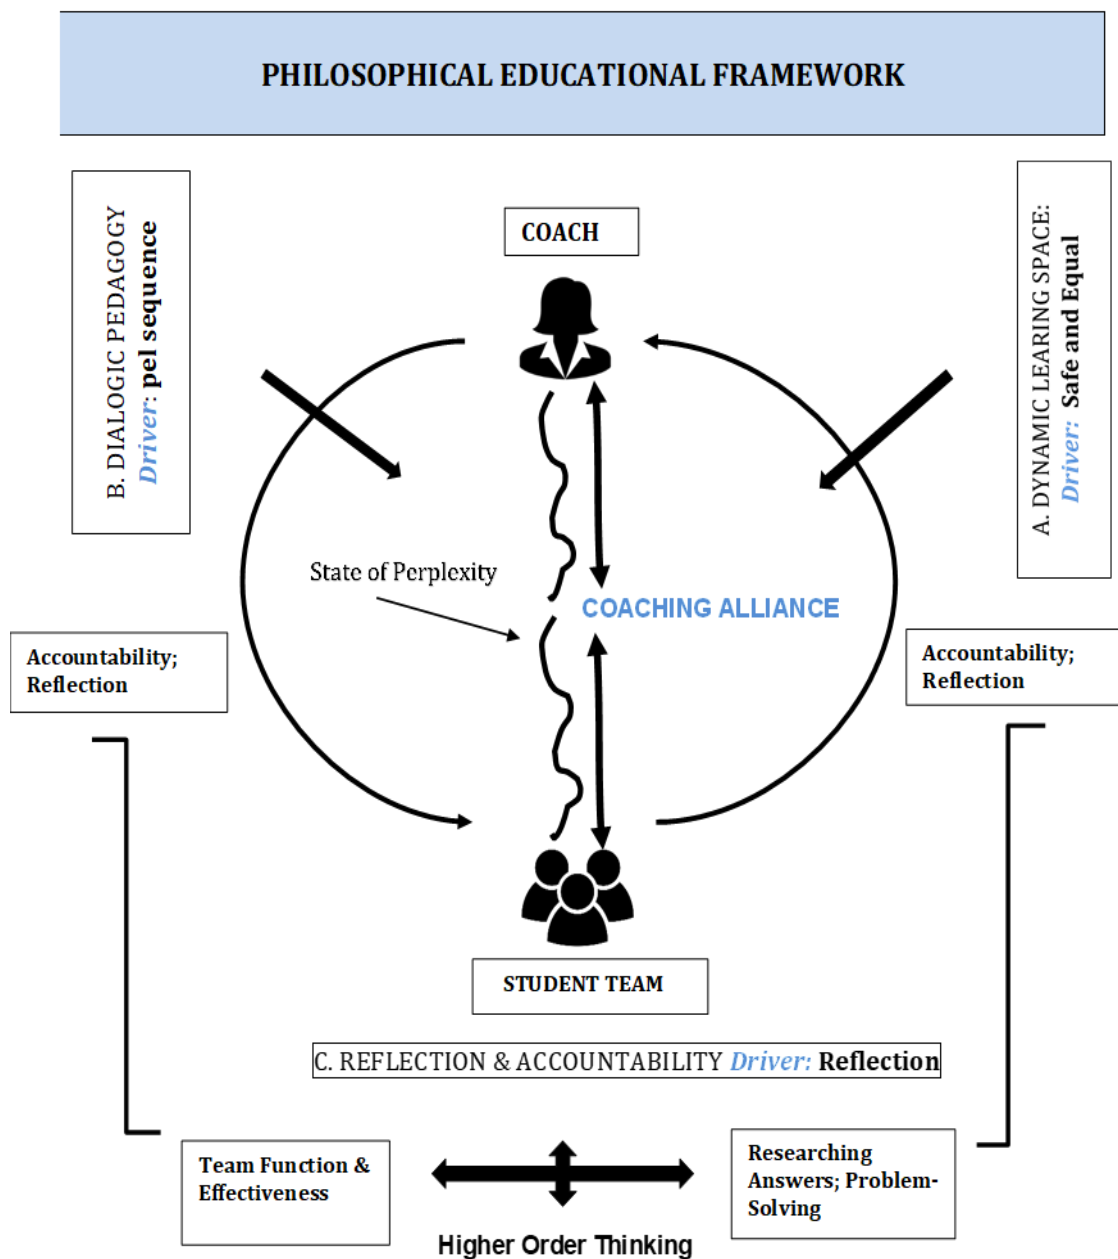 PHILOSOPHICAL EDUCATIONAL FRAMEWORK
B. DIALOGIC PEDAGOGY
Driver: pel sequence
COACH
A. DYNAMIC LEARING SPACE:
Driver: Safe and Equal
State of Perplexity
COACHING ALLIANCE
Accountability;
Reflection
Accountability;
Reflection
STUDENT TEAM
C. REFLECTION & ACCOUNTABILITY Driver: Reflection
Team Function &
Effectiveness
Researching
Answers; Problem-
Solving
Higher Order Thinking